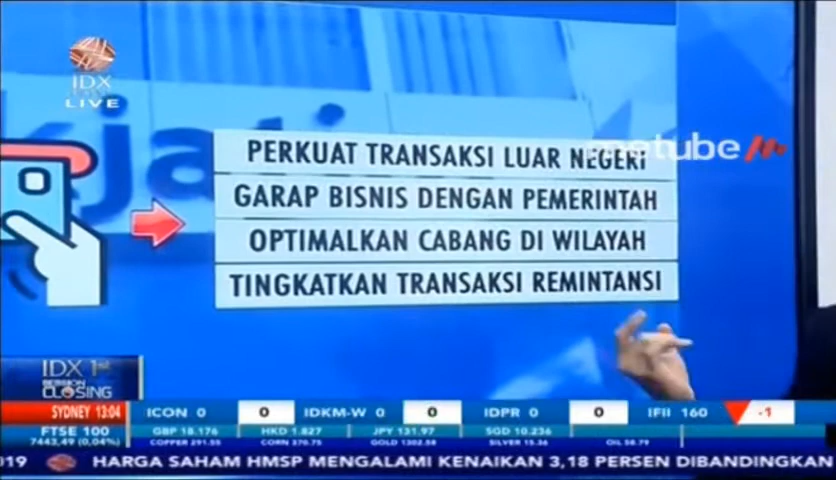 IDX
LIVE
kjati
PERKUAT TRANSAKSI LUAR NEGERI
GARAP BISNIS DENGAN PEMERINTAH
OPTIMALKAN CABANG DI WILAYAH
TINGKATKAN TRANSAKSI REMINTANSI
IDX 1st
SESSION
CLOSING
SYDNEY 13:04 ICON 0 0 IDKM-W 0 0 IDPR 0 0 IFII 160 -1
FTSE 100 GBP 18.176 HKD 1.827 JPY 131.97 SGD 10.236
7443,49 (0,04%) COPPER 291.55 CORN 370.75 GOLD 1302.58 SILVER 15.36 OIL 58.79
019 HARGA SAHAM HMSP MENGALAMI KENAIKAN 3,18 PERSEN DIBANDINGKAN